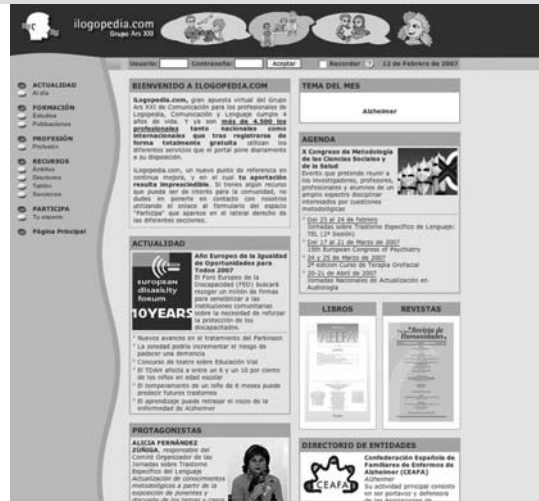 ilogopedia.com
Grupo Ars XXI
Usuario:
Contraseña:
Aceptar
Recordar
12 de Febrero de 2007
ACTUALIDAD
Al día
FORMACIÓN
Estudios
Publicaciones
PROFESIÓN
Profesión
RECURSOS
Ámbitos
Directorios
Tablón
Secciones
PARTICIPA
Tu espacio
Página Principal
BIENVENIDO A ILOGOPEDIA.COM
iLogopedia.com, gran apuesta virtual del Grupo
Ars XXI de Comunicación para los profesionales de
Logopedia, Comunicación y Lenguaje cumple 4
años de vida. Y ya son más de 4.500 los
profesionales tanto nacionales como
internacionales que tras registrarse de
forma totalmente gratuita utilizan los
diferentes servicios que el portal pone diariamente
a su disposición.
iLogopedia.com, un nuevo punto de referencia en
continua mejora, y en el cual tu aportación
resulta imprescindible. Si tienes algún recurso
que pueda ser de interés para la comunidad, no
dudes en ponerte en contacto con nosotros
utilizando el enlace al formulario del espacio
"Participa" que aparece en el lateral derecho de
las diferentes secciones.
ACTUALIDAD
european
disability
forum
10YEARS
Año Europeo de la Igualdad
de Oportunidades para
Todos 2007
El Foro Europeo de la
Discapacidad (FED) buscará
recoger un millón de firmas
para sensibilizar a las
instituciones comunitarias
sobre la necesidad de reforzar
la protección de los
discapacitados.
Nuevos avances en el tratamiento del Parkinson
La soledad podría incrementar el riesgo de
padecer una demencia
Concurso de teatro sobre Educación Vial
El TDAH afecta a entre un 6 y un 10 por ciento
de los niños en edad escolar
El temperamento de un niño de 6 meses puede
predecir futuros trastornos
El aprendizaje puede retrasar el inicio de la
enfermedad de Alzheimer
PROTAGONISTAS
ALICIA FERNÁNDEZ
ZÚÑIGA, responsable del
Comité Organizador de las
Jornadas sobre Trastorno
Específico del Lenguaje
Actualización de conocimientos
metodológicos a partir de la
exposición de ponentes y
TEMA DEL MES
Alzheimer
AGENDA
X Congreso de Metodología
de las Ciencias Sociales y
de la Salud
Evento que pretende reunir a
los investigadores, profesores,
profesionales y alumnos de un
amplio espectro disciplinar
interesados por cuestiones
metodológicas
Del 23 al 24 de febrero
Jornadas sobre Trastorno Específico de Lenguaje:
TEL (2ª Sesión)
Del 17 al 21 de Marzo de 2007
15th European Congress of Psychiatry
24 y 25 de Marzo de 2007
2ª edición Curso de Terapia Orofacial
20-21 de Abril de 2007
Jornadas Nacionales de Actualización en
Audiología
LIBROS
REVISTAS
Revista de
Humanidades
DIRECTORIO DE ENTIDADES
CEAFA
Confederación Española de
Familiares de Enfermos de
Alzheimer (CEAFA)
Alzheimer
Su actividad principal consiste
en ser portavoz y defensora